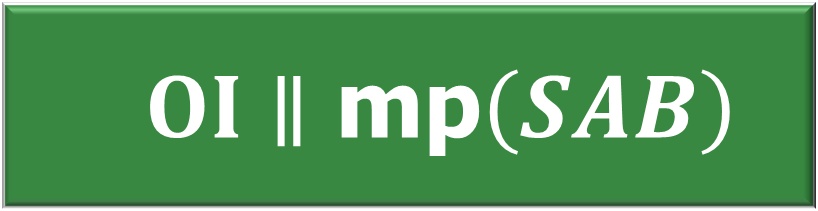 OI ∥ mp(SAB)